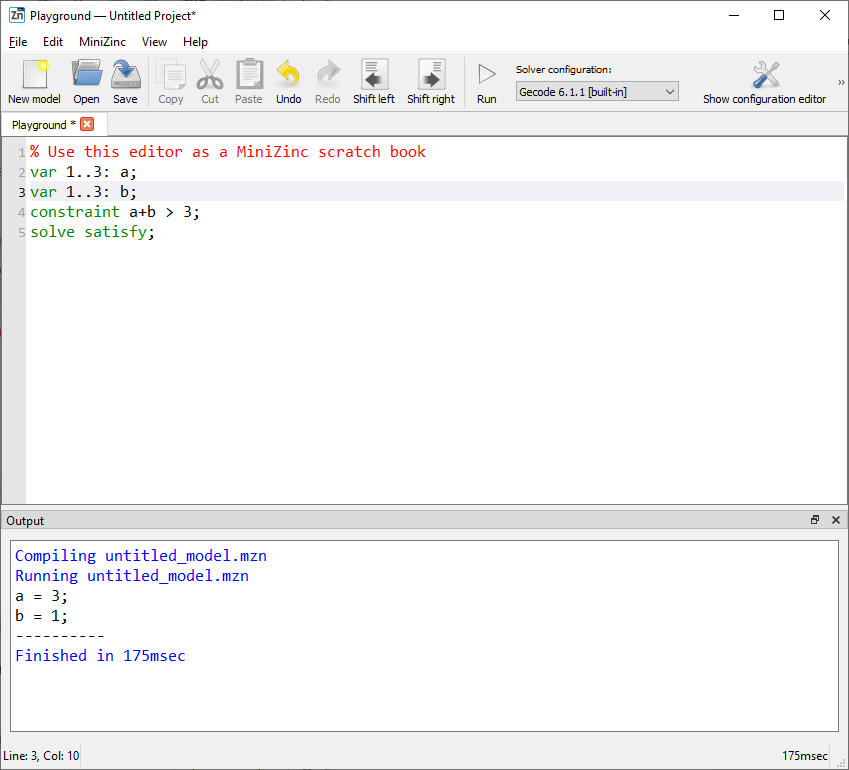 Zn Playground — Untitled Project*
File Edit MiniZinc View Help
New model Open Save Copy Cut Paste Undo Redo Shift left Shift right Run Solver configuration: Gecode 6.1.1 [built-in] Show configuration editor »
Playground *
1 % Use this editor as a MiniZinc scratch book
2 var 1..3: a;
3 var 1..3: b;
4 constraint a+b > 3;
5 solve satisfy;
Output
Compiling untitled_model.mzn
Running untitled_model.mzn
a = 3;
b = 1;
----------
Finished in 175msec
Line: 3, Col: 10 175msec